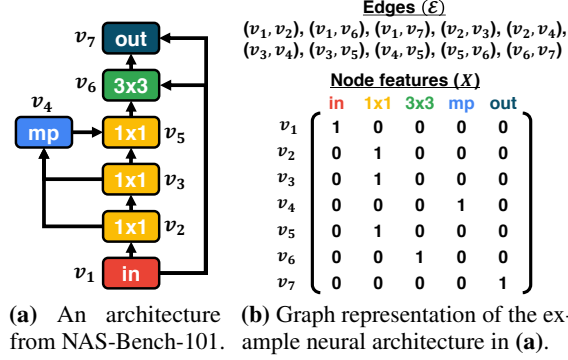 v₇ out
v₆ 3x3
v₄
mp 1x1 v₅
1x1 v₃
1x1 v₂
v₁ in
(a) An architecture
from NAS-Bench-101.
Edges (ℰ)
(v₁, v₂), (v₁, v₆), (v₁, v₇), (v₂, v₃), (v₂, v₄),
(v₃, v₄), (v₃, v₅), (v₄, v₅), (v₅, v₆), (v₆, v₇)
Node features (X)
in 1x1 3x3 mp out
v₁ 1 0 0 0 0
v₂ 0 1 0 0 0
v₃ 0 1 0 0 0
v₄ 0 0 0 1 0
v₅ 0 1 0 0 0
v₆ 0 0 1 0 0
v₇ 0 0 0 0 1
(b) Graph representation of the ex-
ample neural architecture in (a).